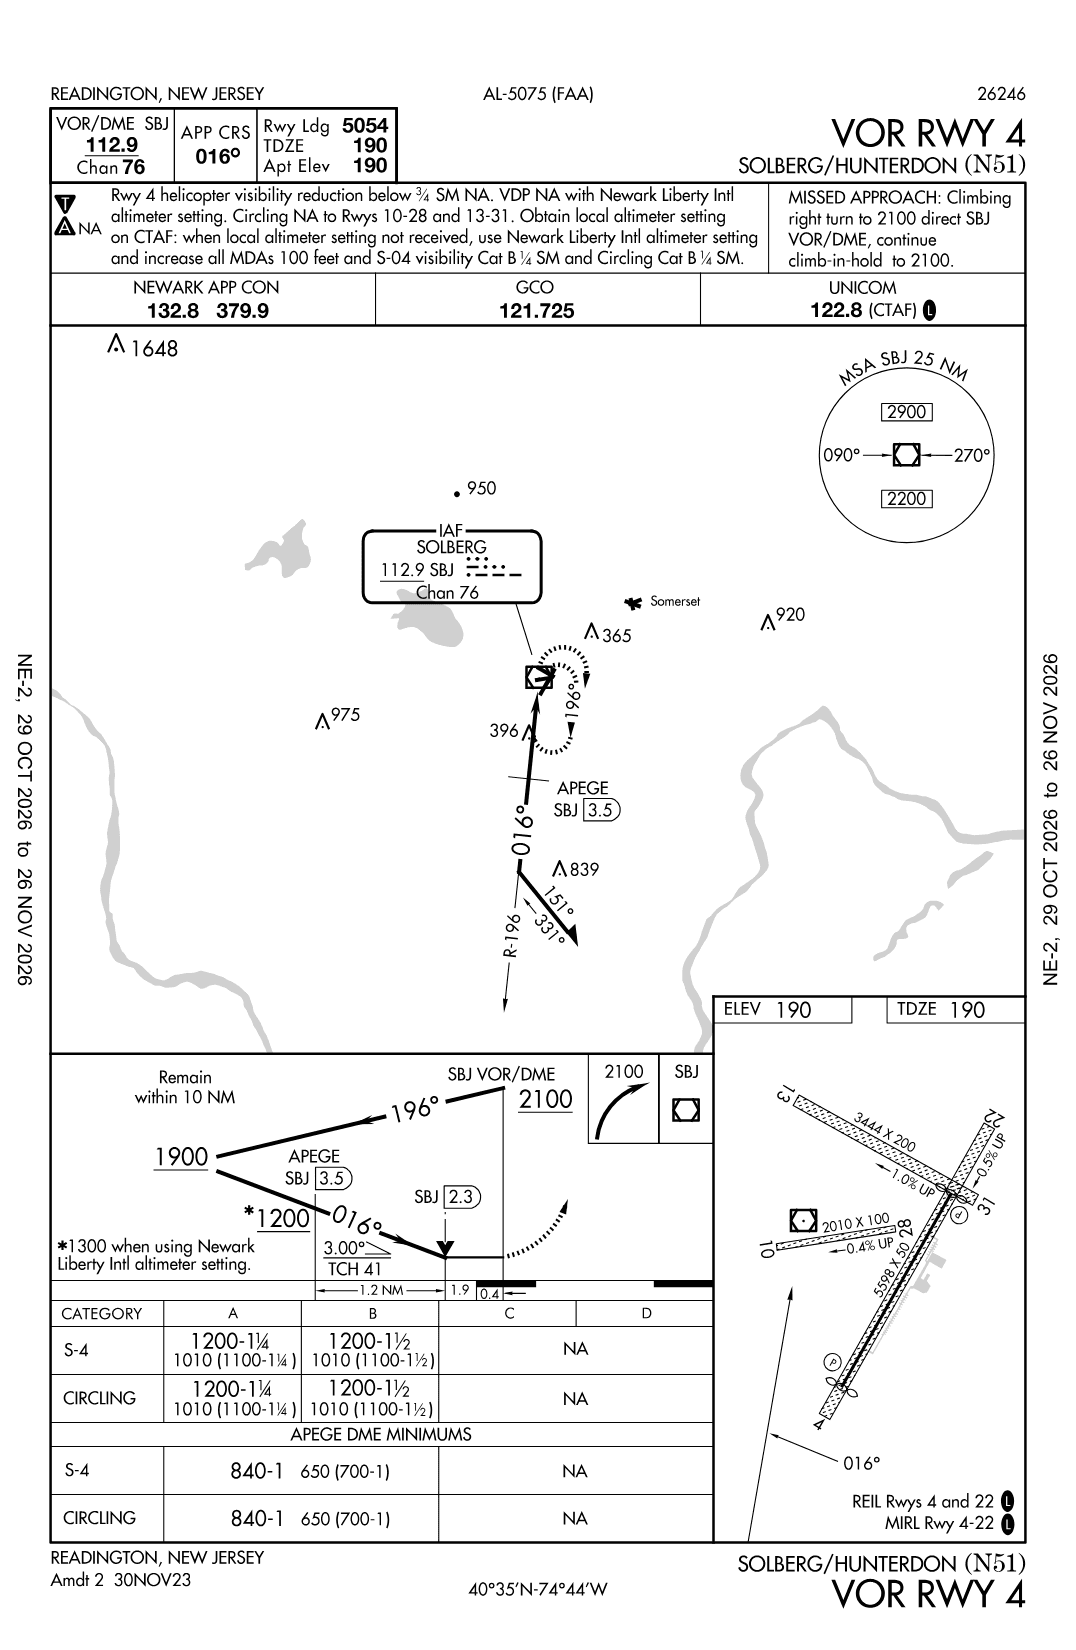 READINGTON, NEW JERSEY
AL-5075 (FAA)
26246
VOR/DME SBJ
112.9
Chan 76
APP CRS
016°
Rwy Ldg 5054
TDZE 190
Apt Elev 190
VOR RWY 4
SOLBERG/HUNTERDON (N51)
T
A NA
Rwy 4 helicopter visibility reduction below ¾ SM NA. VDP NA with Newark Liberty Intl
altimeter setting. Circling NA to Rwys 10-28 and 13-31. Obtain local altimeter setting
on CTAF: when local altimeter setting not received, use Newark Liberty Intl altimeter setting
and increase all MDAs 100 feet and S-04 visibility Cat B ¼ SM and Circling Cat B ¼ SM.
MISSED APPROACH: Climbing
right turn to 2100 direct SBJ
VOR/DME, continue
climb-in-hold to 2100.
NEWARK APP CON
132.8 379.9
GCO
121.725
UNICOM
122.8 (CTAF) L
1648
MSA SBJ 25 NM
2900
090°
270°
2200
950
IAF
SOLBERG
112.9 SBJ
Chan 76
Somerset
920
365
975
196°
396
APEGE
SBJ 3.5
016°
839
151°
331°
R-196
NE-2, 29 OCT 2026 to 26 NOV 2026
NE-2, 29 OCT 2026 to 26 NOV 2026
ELEV 190
TDZE 190
13
22
3444 X 200
0.5% UP
1.0% UP
31
P
2010 X 100
28
10
0.4% UP
5598 X 50
P
4
016°
REIL Rwys 4 and 22 L
MIRL Rwy 4-22 L
Remain
within 10 NM
SBJ VOR/DME
2100
196°
1900
2100
SBJ
APEGE
SBJ 3.5
SBJ 2.3
*1200
016°
*1300 when using Newark
Liberty Intl altimeter setting.
3.00°
TCH 41
1.2 NM
1.9
0.4
CATEGORY A B C D
S-4
1200-1¼
1010 (1100-1¼)
1200-1½
1010 (1100-1½)
NA
CIRCLING
1200-1¼
1010 (1100-1¼)
1200-1½
1010 (1100-1½)
NA
APEGE DME MINIMUMS
S-4 840-1 650 (700-1) NA
CIRCLING 840-1 650 (700-1) NA
READINGTON, NEW JERSEY
Amdt 2 30NOV23
40°35'N-74°44'W
SOLBERG/HUNTERDON (N51)
VOR RWY 4